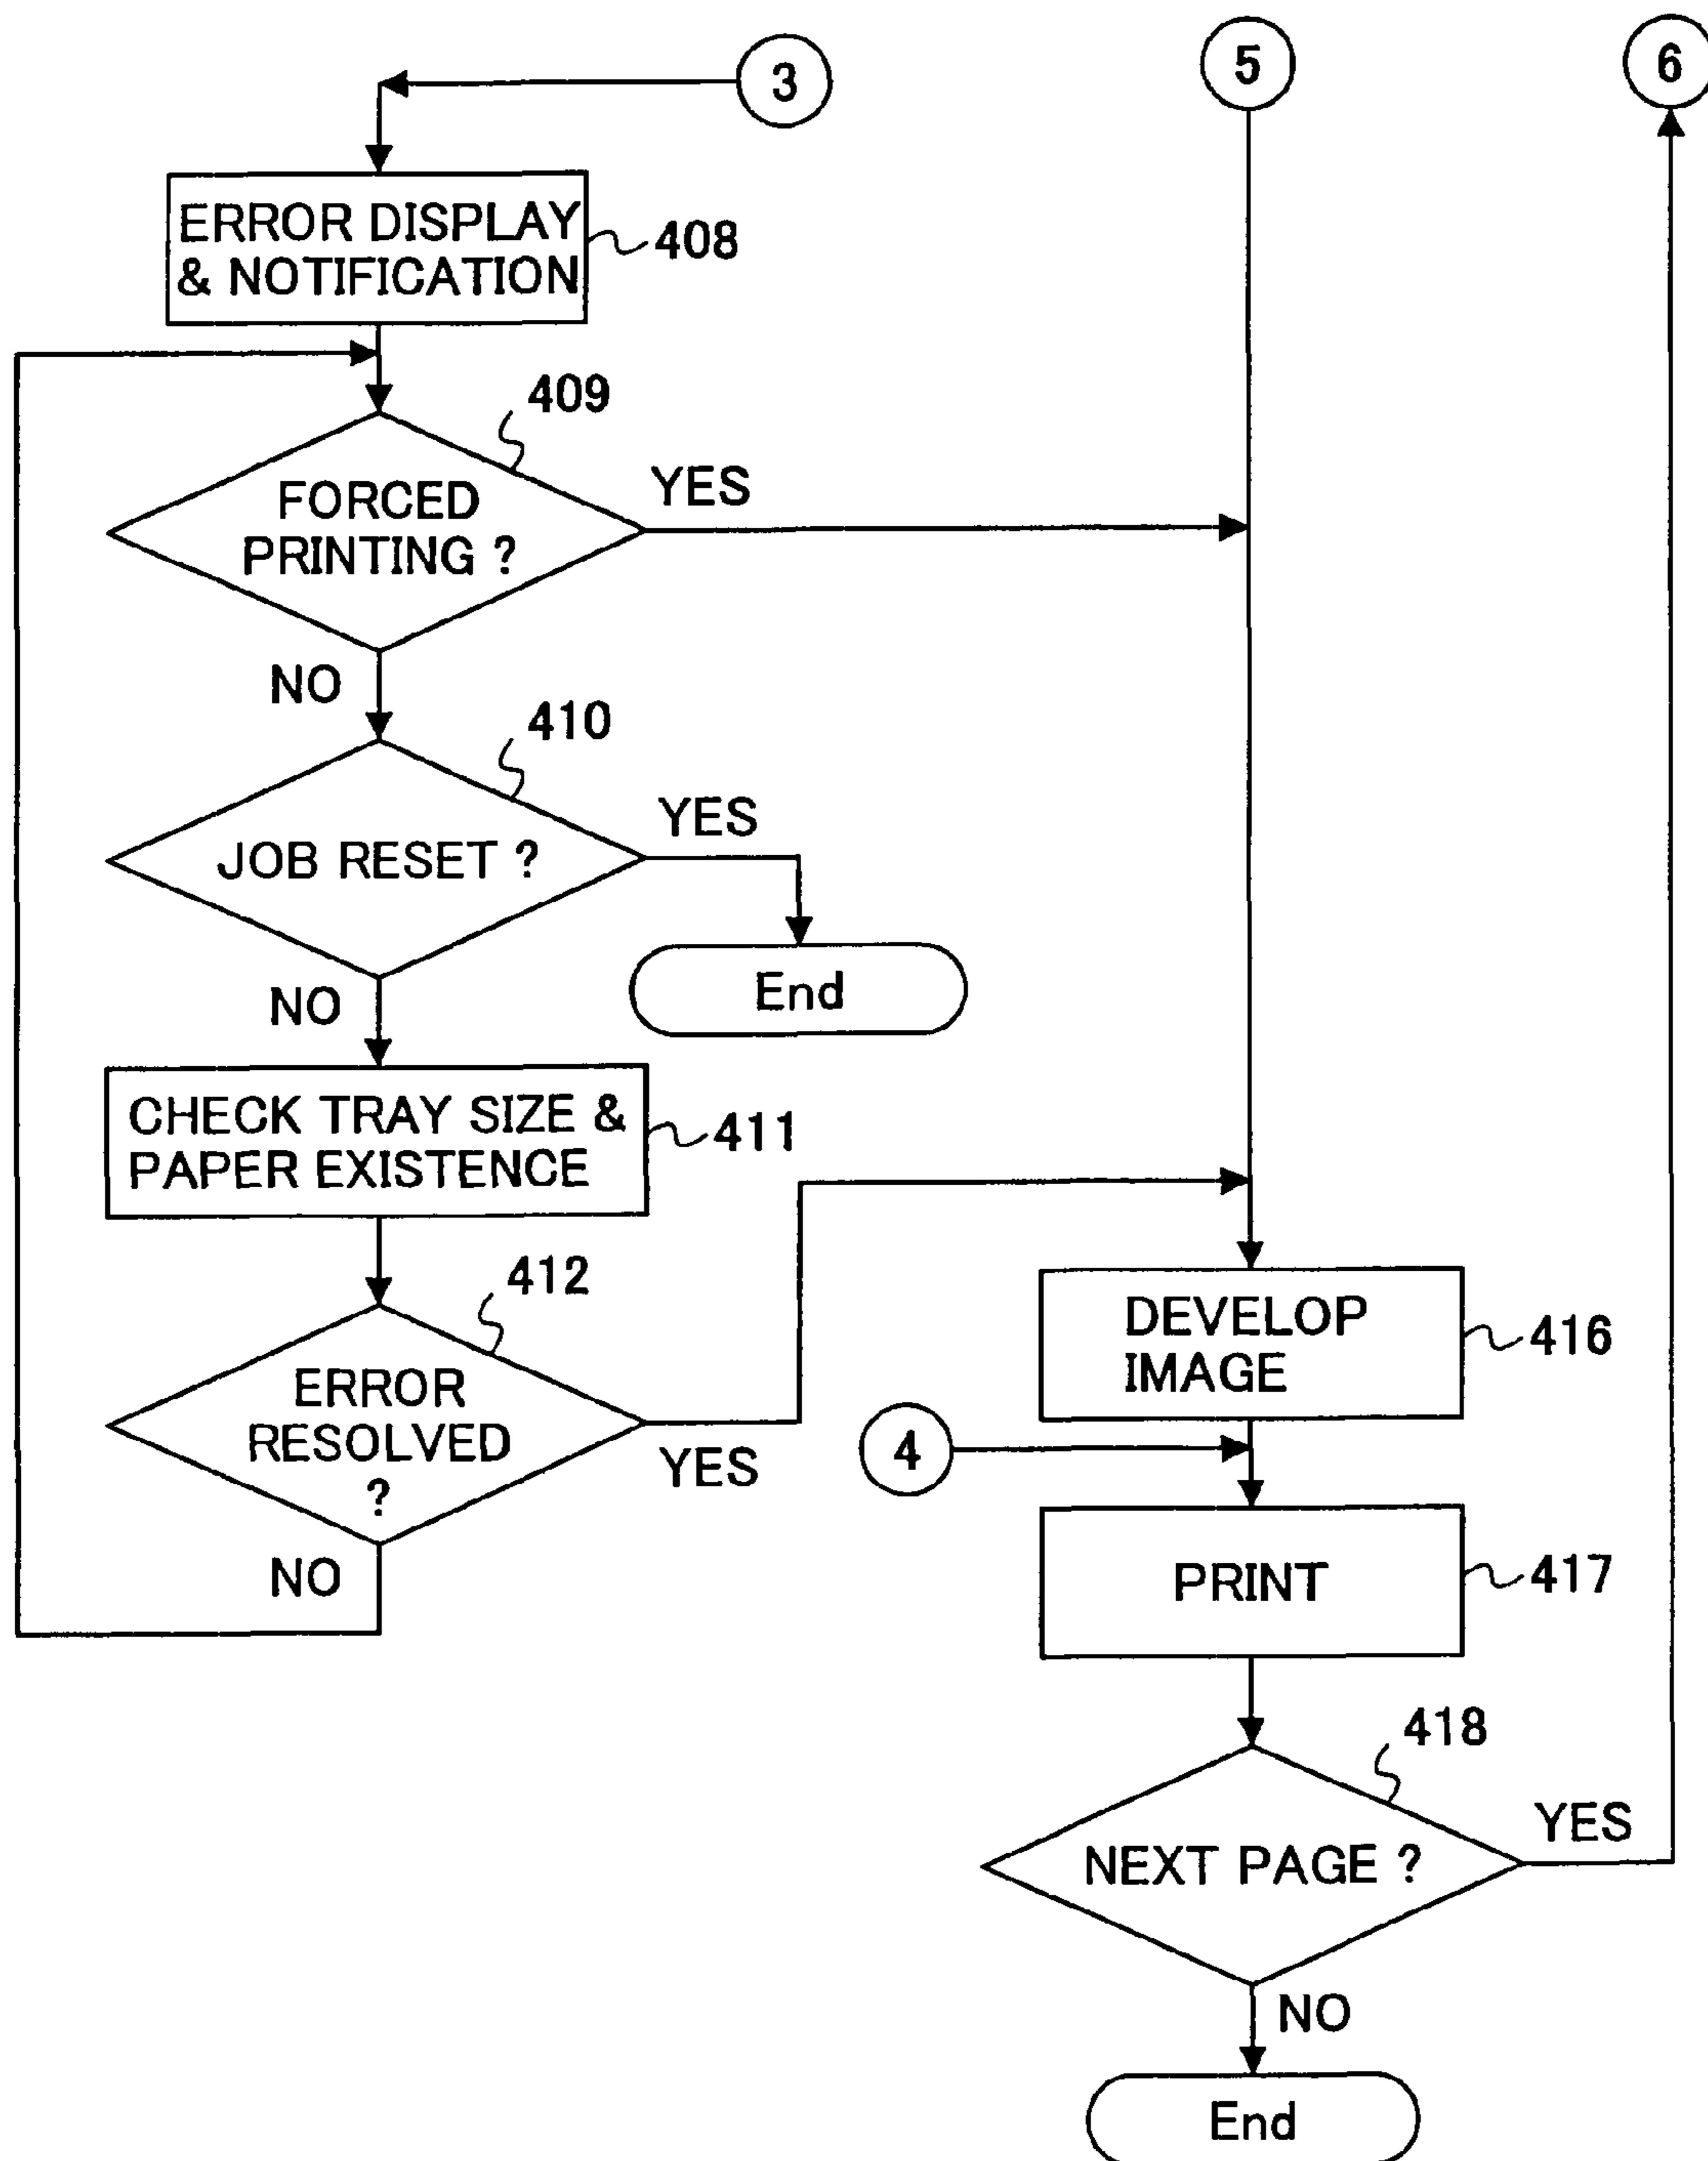 3
5
6
ERROR DISPLAY
& NOTIFICATION
408
409
FORCED
PRINTING ?
YES
NO
410
JOB RESET ?
YES
End
NO
CHECK TRAY SIZE &
PAPER EXISTENCE
411
412
ERROR
RESOLVED
?
YES
NO
DEVELOP
IMAGE
416
4
PRINT
417
418
NEXT PAGE ?
YES
NO
End